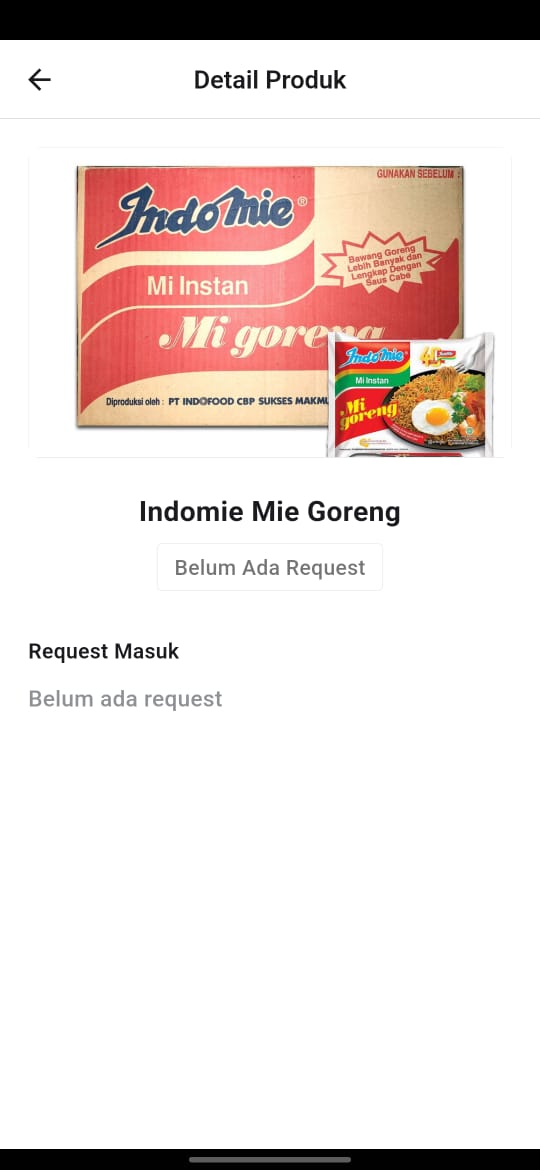 Detail Produk
GUNAKAN SEBELUM :
Indomie®
Mi Instan
Bawang Goreng
Lebih Banyak dan
Lengkap Dengan
Saus Cabe
Mi goreng
Diproduksi oleh : PT INDOFOOD CBP SUKSES MAKMU
Indomie
Mi Instan
Mi
goreng
Indomie Mie Goreng
Belum Ada Request
Request Masuk
Belum ada request